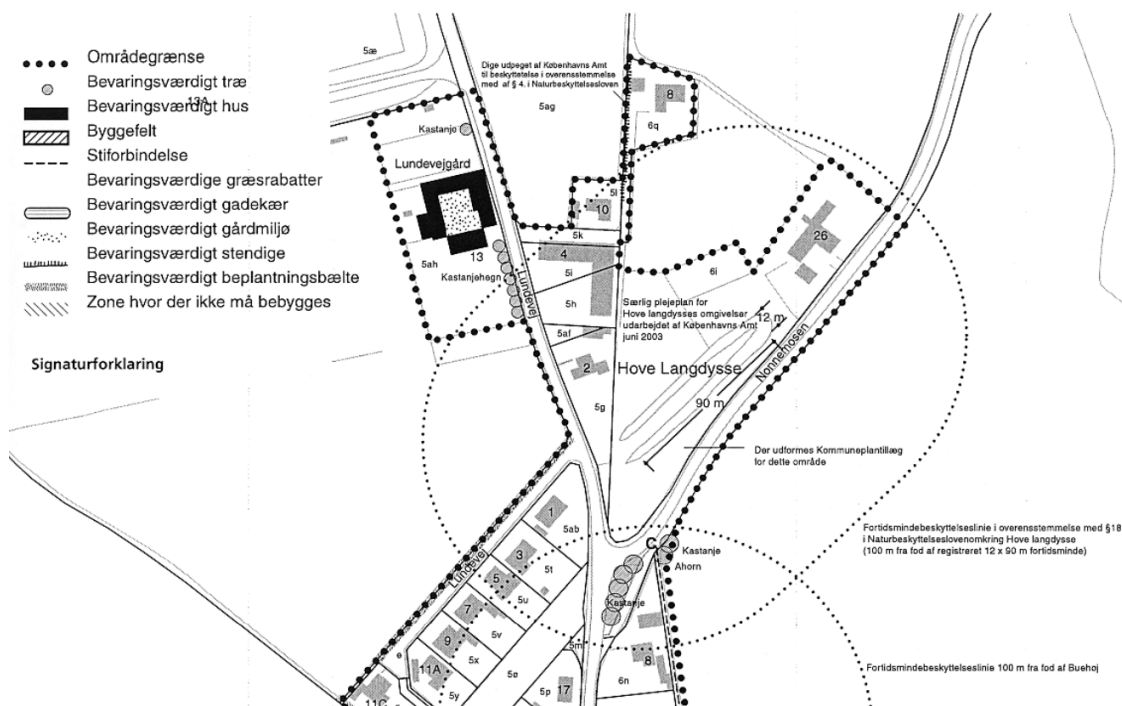 Områdegrænse
Bevaringsværdigt træ
13A
Bevaringsværdigt hus
Byggefelt
Stiforbindelse
Bevaringsværdige græsrabatter
Bevaringsværdigt gadekær
Bevaringsværdigt gårdmiljø
Bevaringsværdigt stendige
Bevaringsværdigt beplantningsbælte
Zone hvor der ikke må bebygges
Signaturforklaring
5æ
Dige udpeget af Københavns Amt
til beskyttetelse i overensstemmelse
med af § 4. i Naturbeskyttelsesloven
5ag
8
6q
Kastanje
Lundevejgård
5l
10
5k
26
13
4
5ah
Kastanjehegn
Lundevej
5i
6i
5h
Særlig plejeplan for
Hove langdysses omgivelser
udarbejdet af Københavns Amt
juni 2003
12 m
5af
2
Hove Langdysse
Nonnemosen
90 m
5g
Der udformes Kommuneplantillæg
for dette område
1
5ab
Fortidsmindebeskyttelseslinie i overensstemmelse med §18
i Naturbeskyttelseslovenomkring Hove langdysse
(100 m fra fod af registreret 12 x 90 m fortidsminde)
C
Kastanje
Ahorn
3
5t
Lundevej
5
5u
Kastanje
7
5v
9
5x
5m
8
e
11A
5ø
Fortidsmindebeskyttelseslinie 100 m fra fod af Buehøj
5y
5p
17
6n
11C